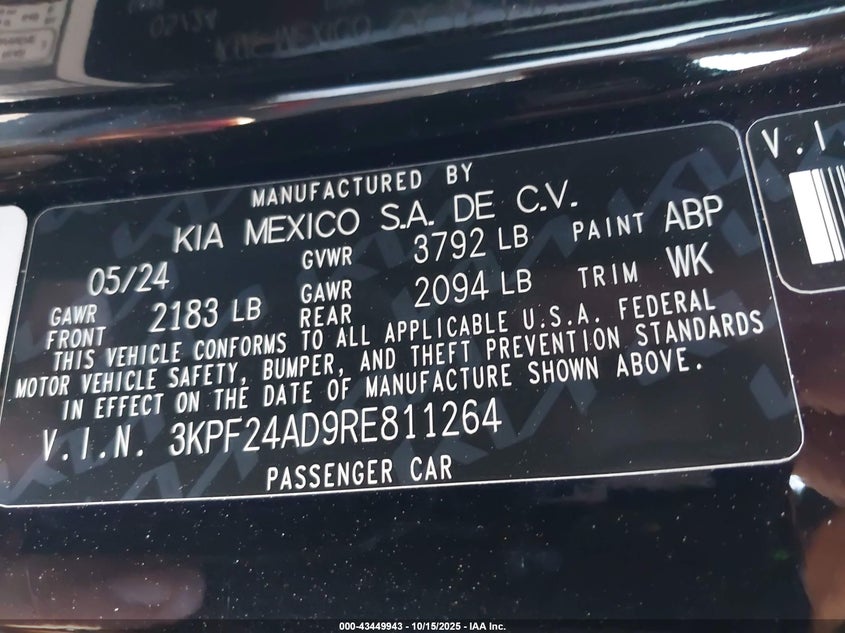 MANUFACTURED BY
KIA MEXICO S.A. DE C.V.
05/24 GVWR 3792 LB PAINT ABP
GAWR FRONT 2183 LB GAWR REAR 2094 LB TRIM WK
THIS VEHICLE CONFORMS TO ALL APPLICABLE U.S.A. FEDERAL
MOTOR VEHICLE SAFETY, BUMPER, AND THEFT PREVENTION STANDARDS
IN EFFECT ON THE DATE OF MANUFACTURE SHOWN ABOVE.
V.I.N. 3KPF24AD9RE811264
PASSENGER CAR
V.I.
000-43449943 - 10/15/2025 - IAA Inc.